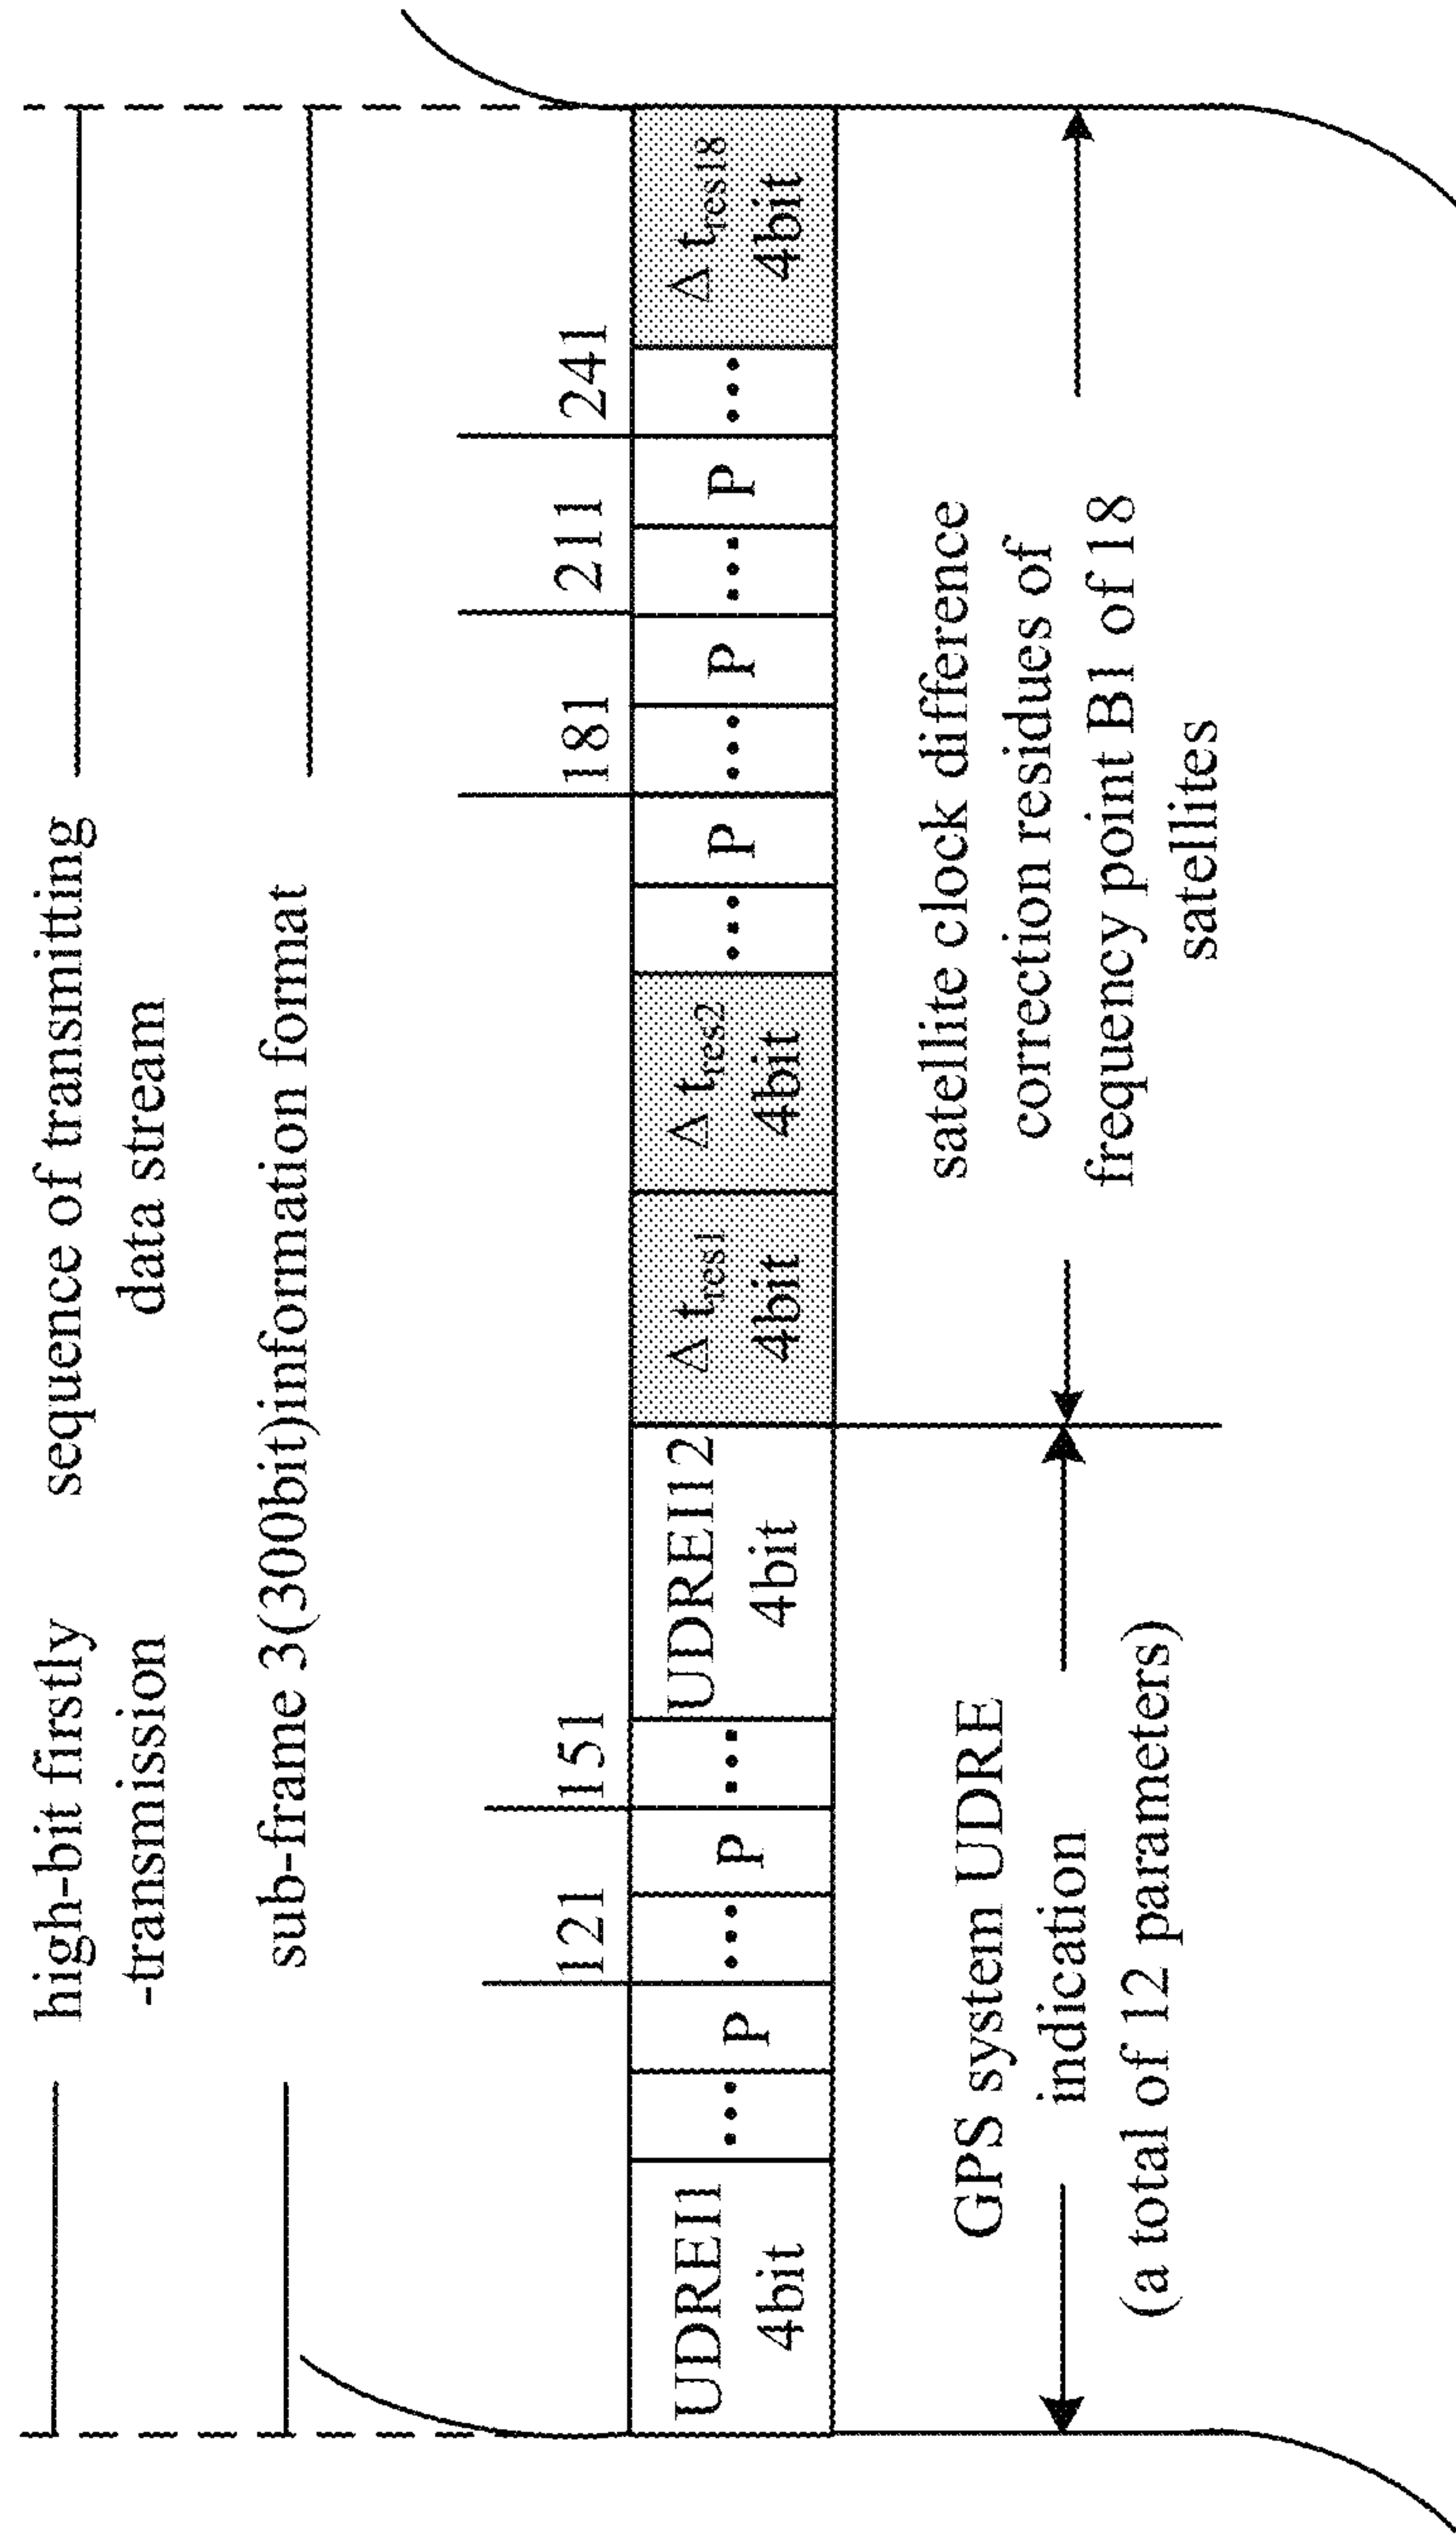 high-bit firstly
-transmission
sequence of transmitting
data stream
sub-frame 3(300bit)information format
121
151
181
211
241
UDREI1
4bit
...
P
...
P
...
UDREI12
4bit
Δ tres1
4bit
Δ tres2
4bit
...
P
...
P
...
P
...
Δ tres18
4bit
GPS system UDRE
indication
(a total of 12 parameters)
satellite clock difference
correction residues of
frequency point B1 of 18
satellites